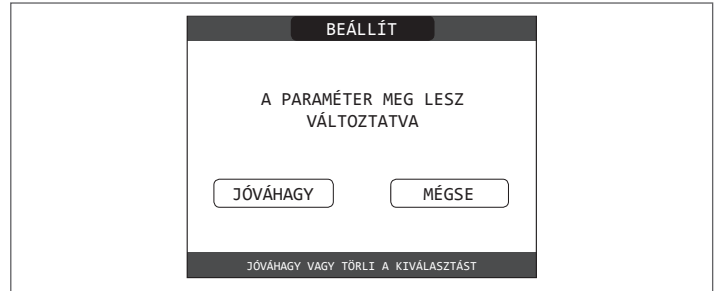 BEÁLLÍT
A PARAMÉTER MEG LESZ
VÁLTOZTATVA
JÓVÁHAGY MÉGSE
JÓVÁHAGY VAGY TÖRLI A KIVÁLASZTÁST